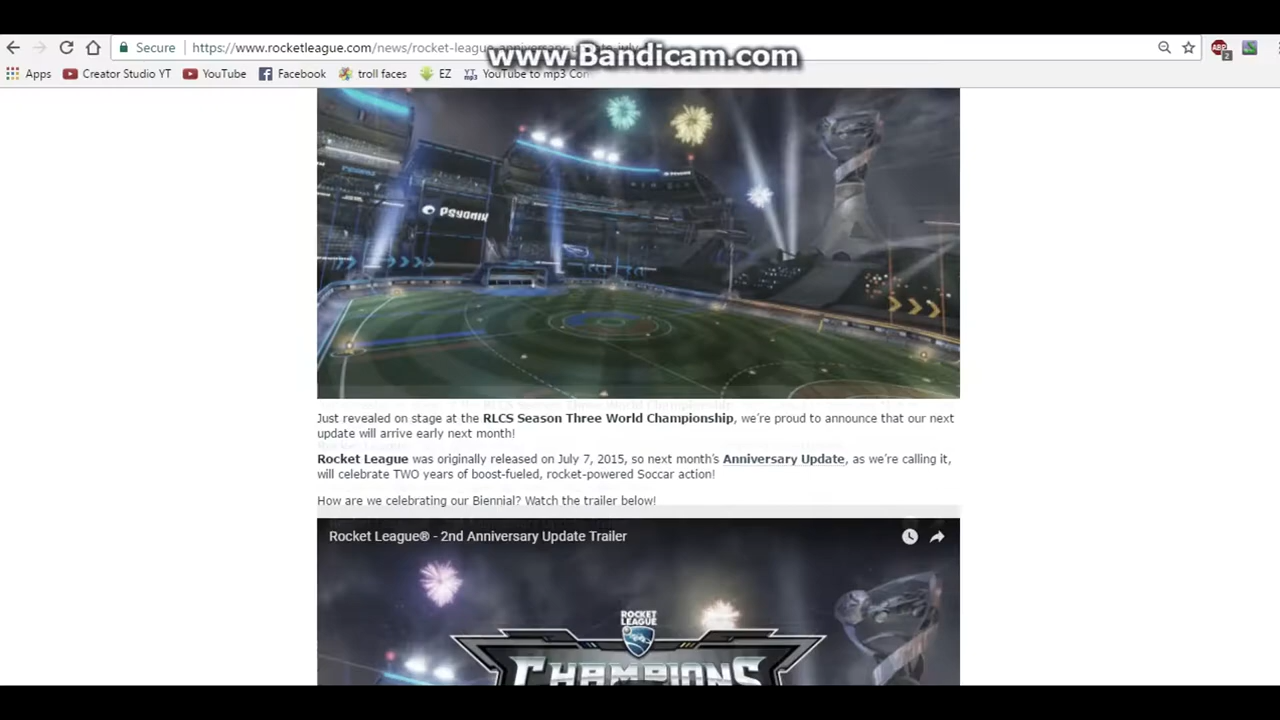 www.Bandicam.com
Secure https://www.rocketleague.com/news/rocket-league-anniversary-update-july
Apps Creator Studio YT YouTube Facebook troll faces EZ YouTube to mp3 Con
ABP
2
PSYONIX
Just revealed on stage at the RLCS Season Three World Championship, we're proud to announce that our next
update will arrive early next month!
Rocket League was originally released on July 7, 2015, so next month's Anniversary Update, as we're calling it,
will celebrate TWO years of boost-fueled, rocket-powered Soccar action!
How are we celebrating our Biennial? Watch the trailer below!
Rocket League® - 2nd Anniversary Update Trailer
ROCKET
LEAGUE
CHAMPIONS